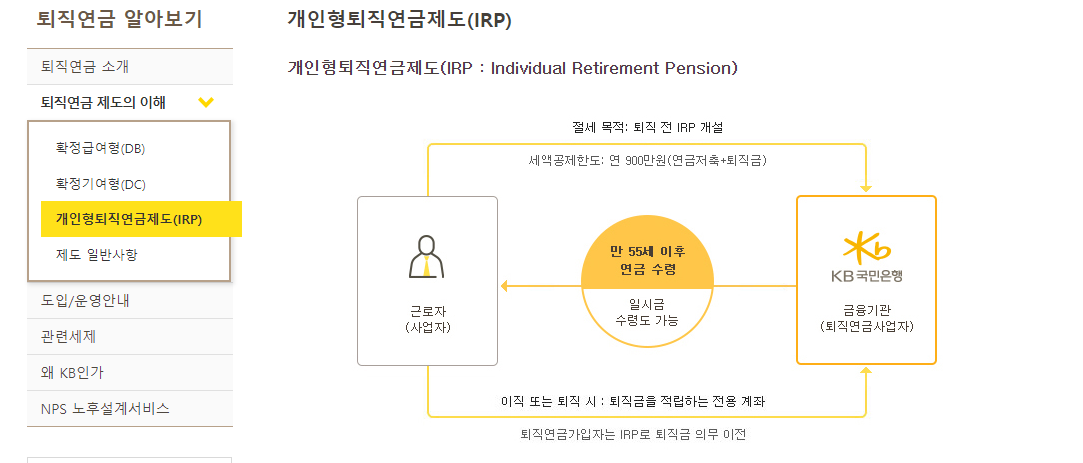 퇴직연금 알아보기
퇴직연금 소개
퇴직연금 제도의 이해
확정급여형(DB)
확정기여형(DC)
개인형퇴직연금제도(IRP)
제도 일반사항
도입/운영안내
관련세제
왜 KB인가
NPS 노후설계서비스
개인형퇴직연금제도(IRP)
개인형퇴직연금제도(IRP : Individual Retirement Pension)
절세 목적: 퇴직 전 IRP 개설
세액공제한도: 연 900만원(연금저축+퇴직금)
근로자
(사업자)
만 55세 이후
연금 수령
일시금
수령도 가능
KB국민은행
금융기관
(퇴직연금사업자)
이직 또는 퇴직 시 : 퇴직금을 적립하는 전용 계좌
퇴직연금가입자는 IRP로 퇴직금 의무 이전